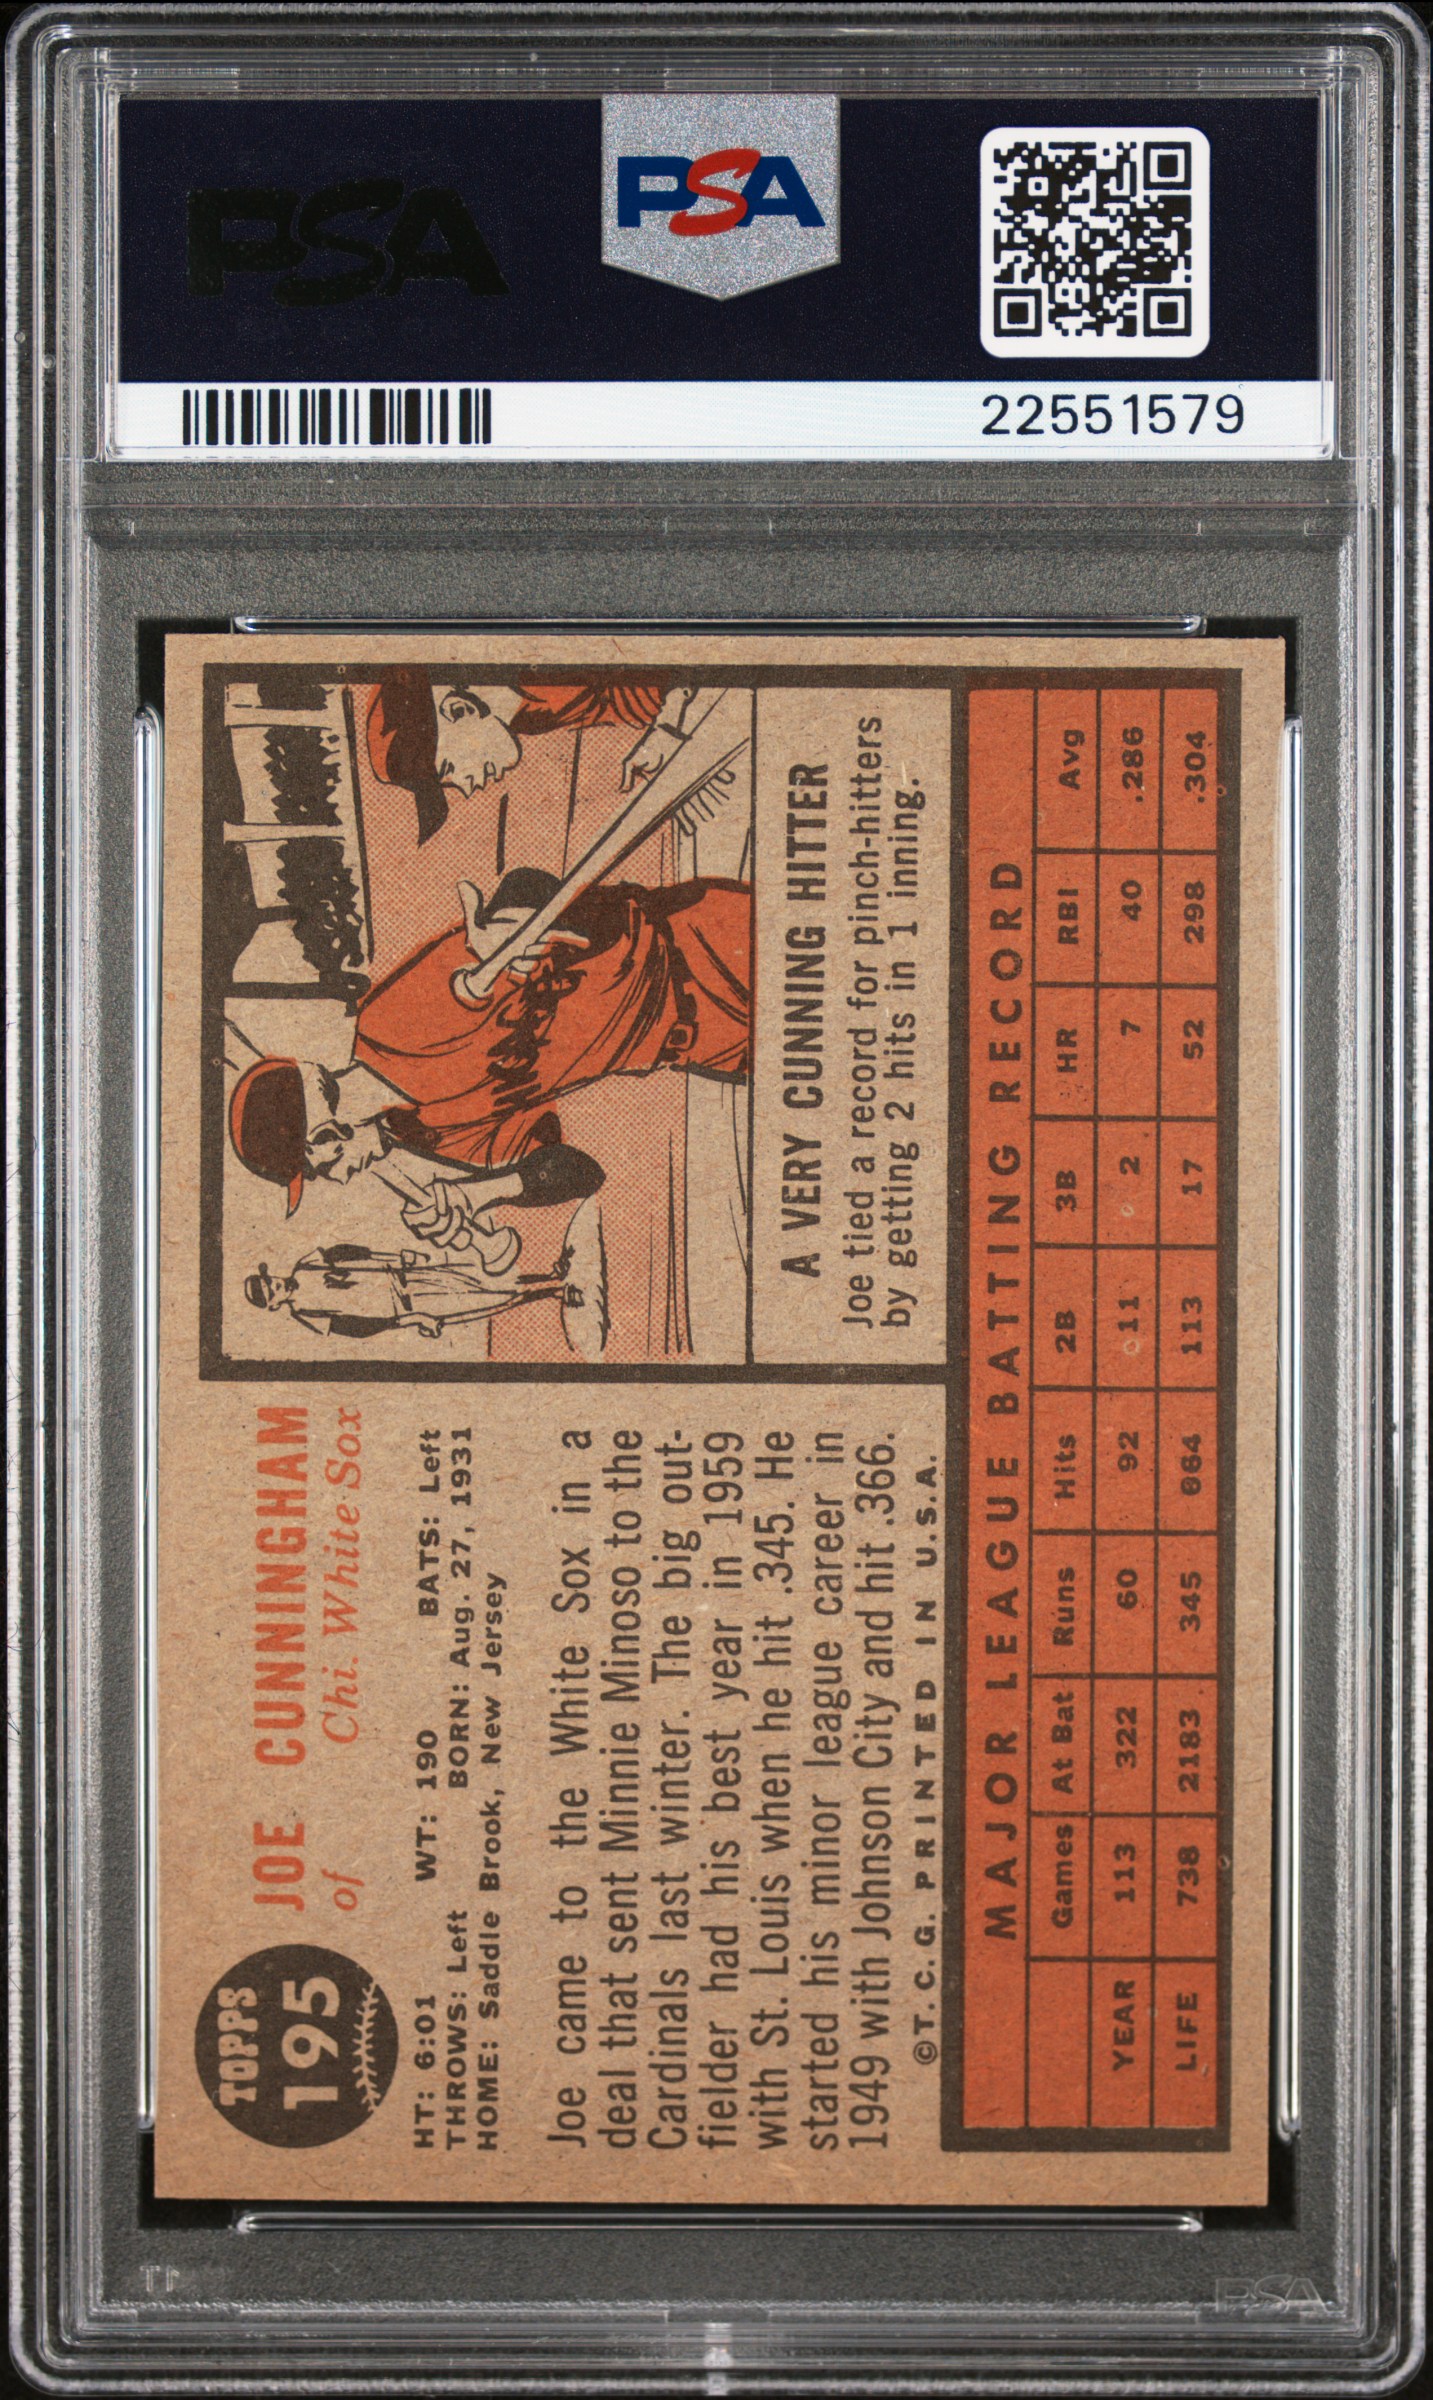 PSA
PSA
22551579
TOPPS
195
JOE CUNNINGHAM
of Chi. White Sox
HT: 6:01 WT: 190 BATS: Left
THROWS: Left BORN: Aug. 27, 1931
HOME: Saddle Brook, New Jersey
Joe came to the White Sox in a
deal that sent Minnie Minoso to the
Cardinals last winter. The big out-
fielder had his best year in 1959
with St. Louis when he hit .345. He
started his minor league career in
1949 with Johnson City and hit .366.
©T. C. G. PRINTED IN U.S.A.
A VERY CUNNING HITTER
Joe tied a record for pinch-hitters
by getting 2 hits in 1 inning.
MAJOR LEAGUE BATTING RECORD
Games At Bat Runs Hits 2B 3B HR RBI Avg
YEAR 113 322 60 92 11 2 7 40 .286
LIFE 738 2183 345 664 113 17 52 298 .304
PSA